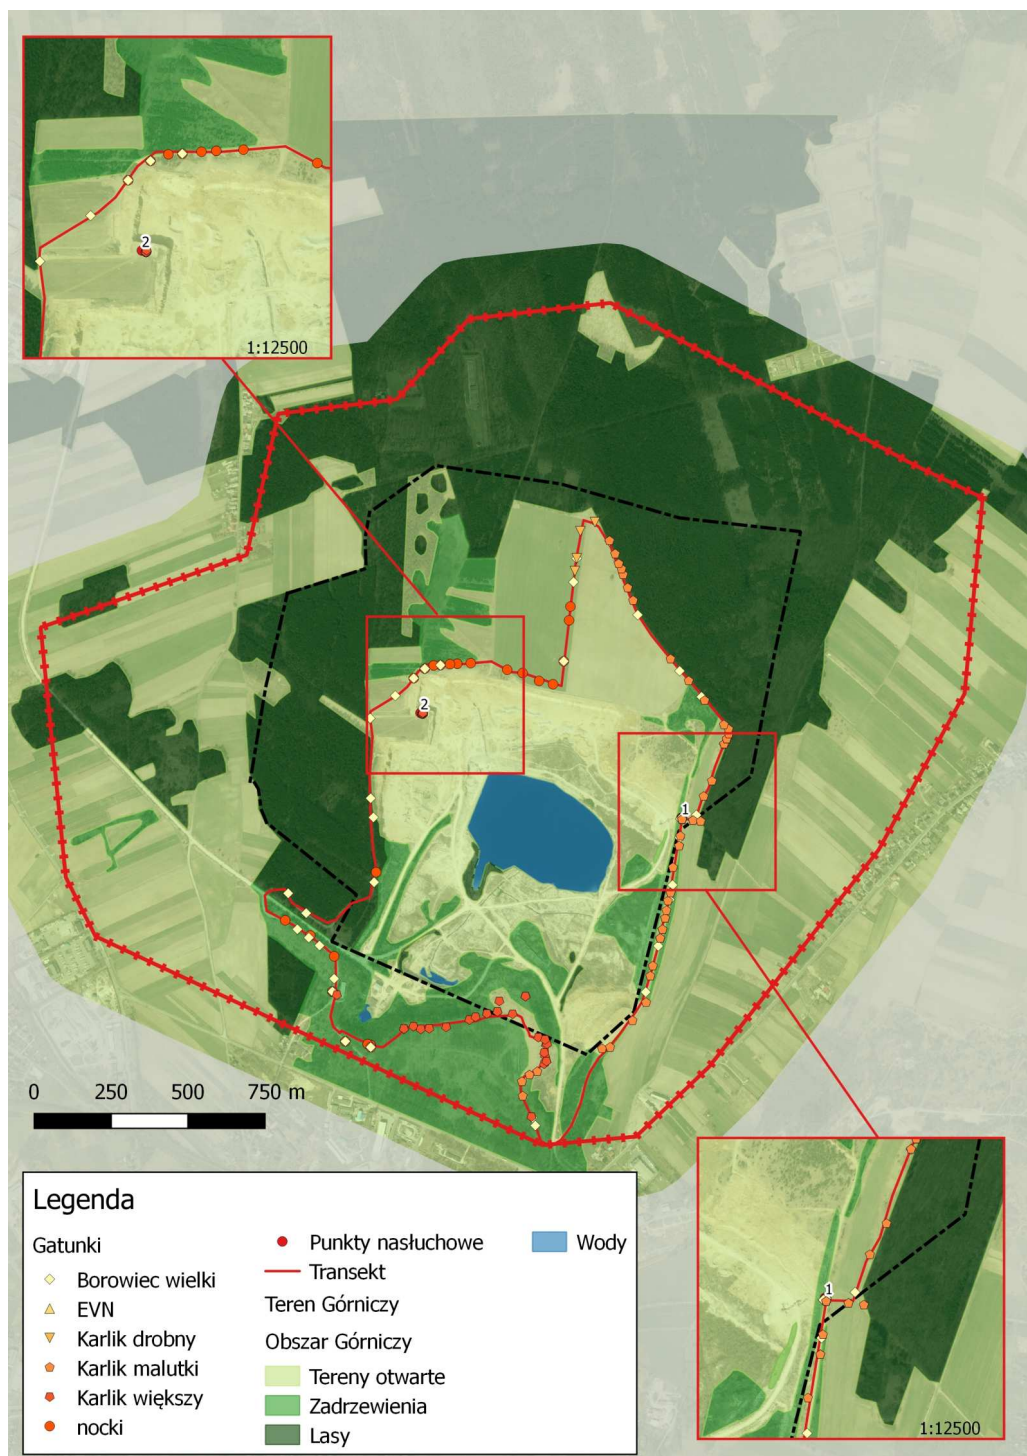 2
1:12500
2
1
0 250 500 750 m
Legenda
Gatunki
Borowiec wielki
EVN
Karlik drobny
Karlik malutki
Karlik większy
nocki
Punkty nasłuchowe
Transekt
Teren Górniczy
Obszar Górniczy
Tereny otwarte
Zadrzewienia
Lasy
Wody
1
1:12500